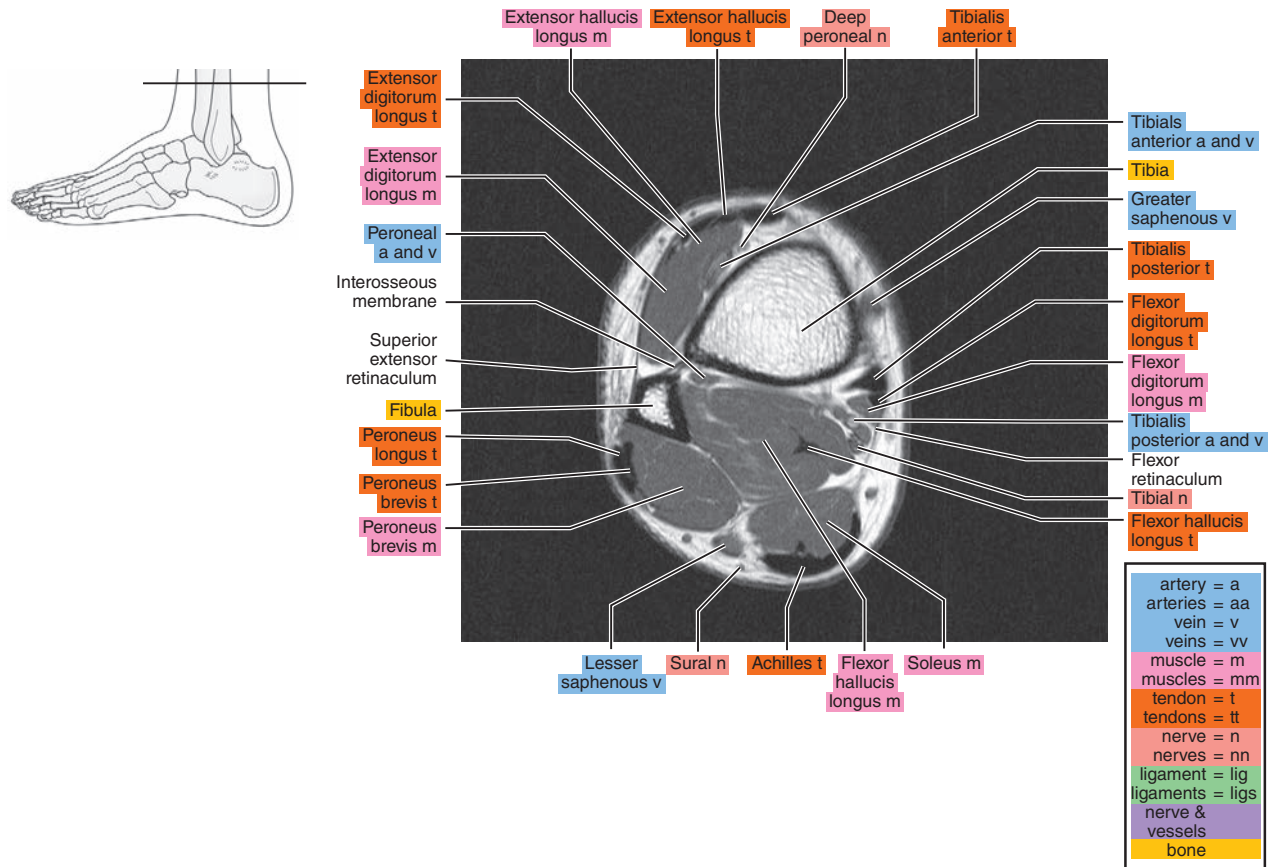 Extensor hallucis
longus m
Extensor hallucis
longus t
Deep
peroneal n
Tibialis
anterior t
Extensor
digitorum
longus t
Extensor
digitorum
longus m
Peroneal
a and v
Interosseous
membrane
Superior
extensor
retinaculum
Fibula
Peroneus
longus t
Peroneus
brevis t
Peroneus
brevis m
Tibials
anterior a and v
Tibia
Greater
saphenous v
Tibialis
posterior t
Flexor
digitorum
longus t
Flexor
digitorum
longus m
Tibialis
posterior a and v
Flexor
retinaculum
Tibial n
Flexor hallucis
longus t
Lesser
saphenous v
Sural n
Achilles t
Flexor
hallucis
longus m
Soleus m
artery = a
arteries = aa
vein = v
veins = vv
muscle = m
muscles = mm
tendon = t
tendons = tt
nerve = n
nerves = nn
ligament = lig
ligaments = ligs
nerve &
vessels
bone